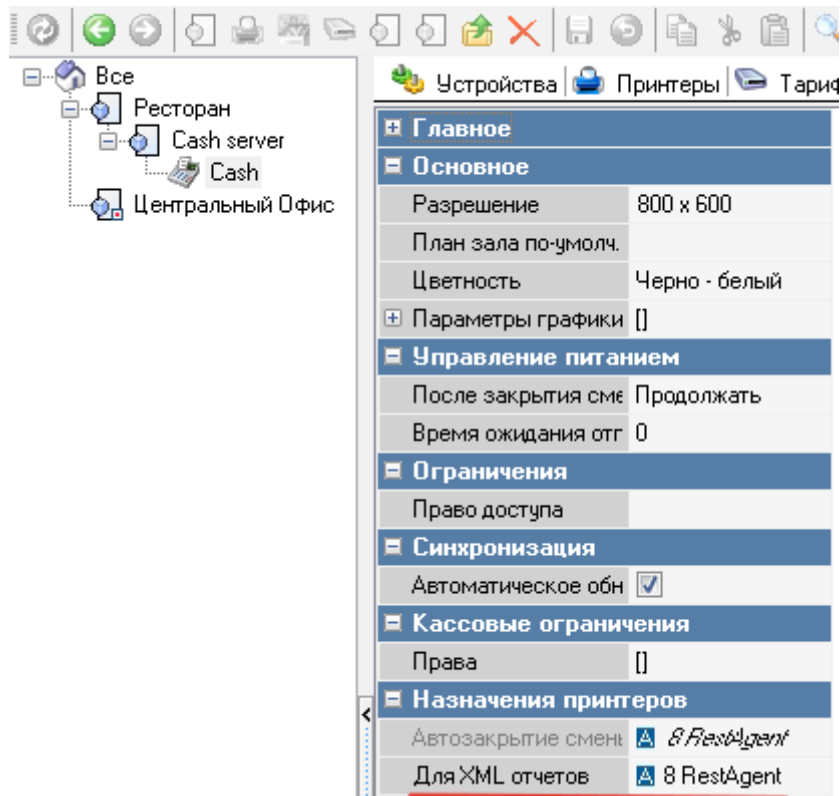 Все
Ресторан
Cash server
Cash
Центральный Офис
Устройства Принтеры Тариф
Главное
Основное
Разрешение 800 x 600
План зала по-умолч.
Цветность Черно - белый
Параметры графики []
Управление питанием
После закрытия сме Продолжать
Время ожидания отг 0
Ограничения
Право доступа
Синхронизация
Автоматическое обн
Кассовые ограничения
Права []
Назначения принтеров
Автозакрытие смень A 8 RestAgent
Для XML отчетов A 8 RestAgent